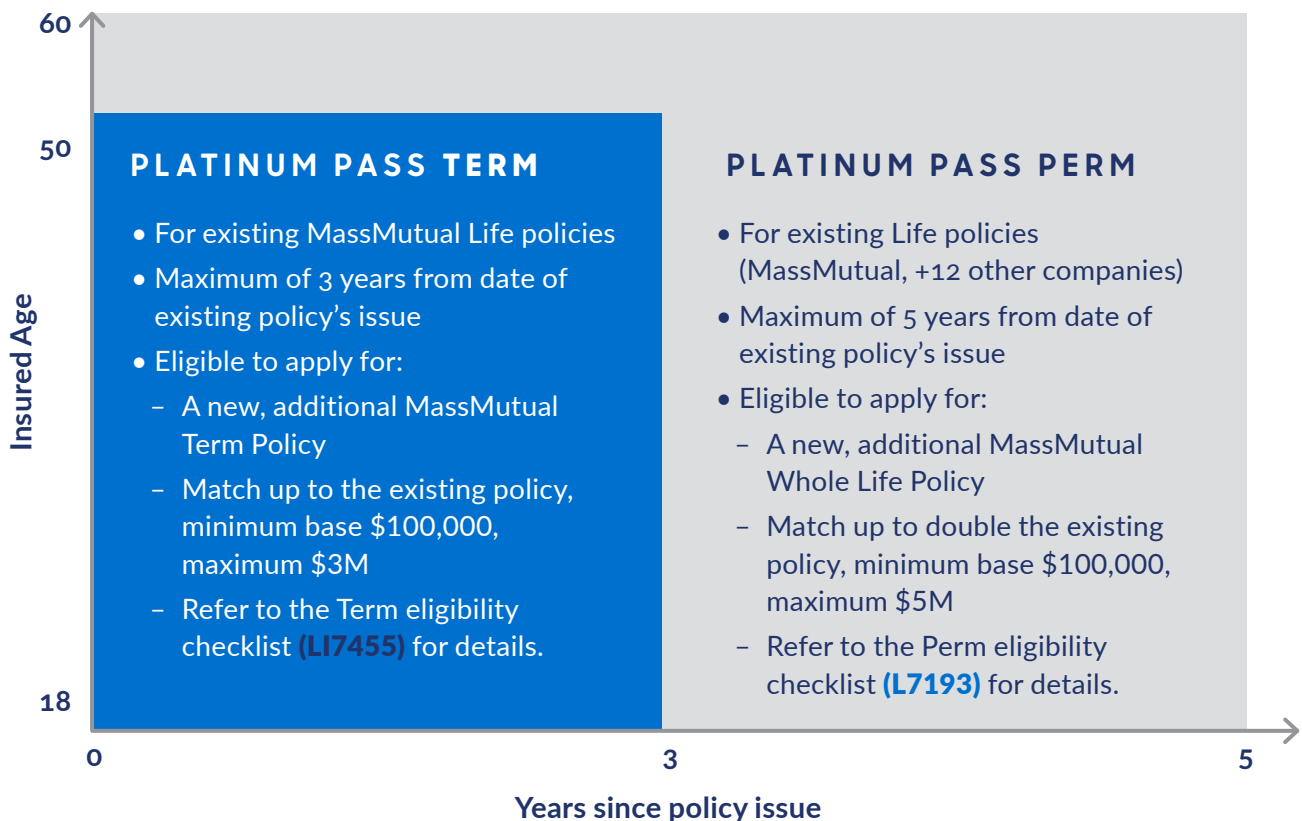 60
50
18
Insured Age
PLATINUM PASS TERM
• For existing MassMutual Life policies
• Maximum of 3 years from date of
existing policy’s issue
• Eligible to apply for:
– A new, additional MassMutual
Term Policy
– Match up to the existing policy,
minimum base $100,000,
maximum $3M
– Refer to the Term eligibility
checklist (LI7455) for details.
PLATINUM PASS PERM
• For existing Life policies
(MassMutual, +12 other companies)
• Maximum of 5 years from date of
existing policy’s issue
• Eligible to apply for:
– A new, additional MassMutual
Whole Life Policy
– Match up to double the existing
policy, minimum base $100,000,
maximum $5M
– Refer to the Perm eligibility
checklist (L7193) for details.
0
3
5
Years since policy issue